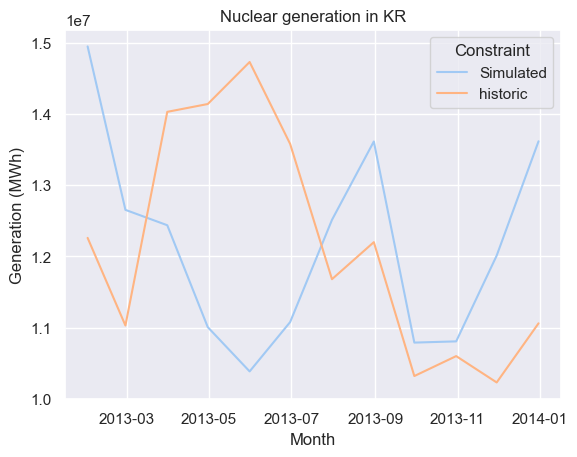 Nuclear generation in KR
1e7
Constraint
Simulated
historic
Generation (MWh)
1.5
1.4
1.3
1.2
1.1
1.0
2013-03
2013-05
2013-07
2013-09
2013-11
2014-01
Month